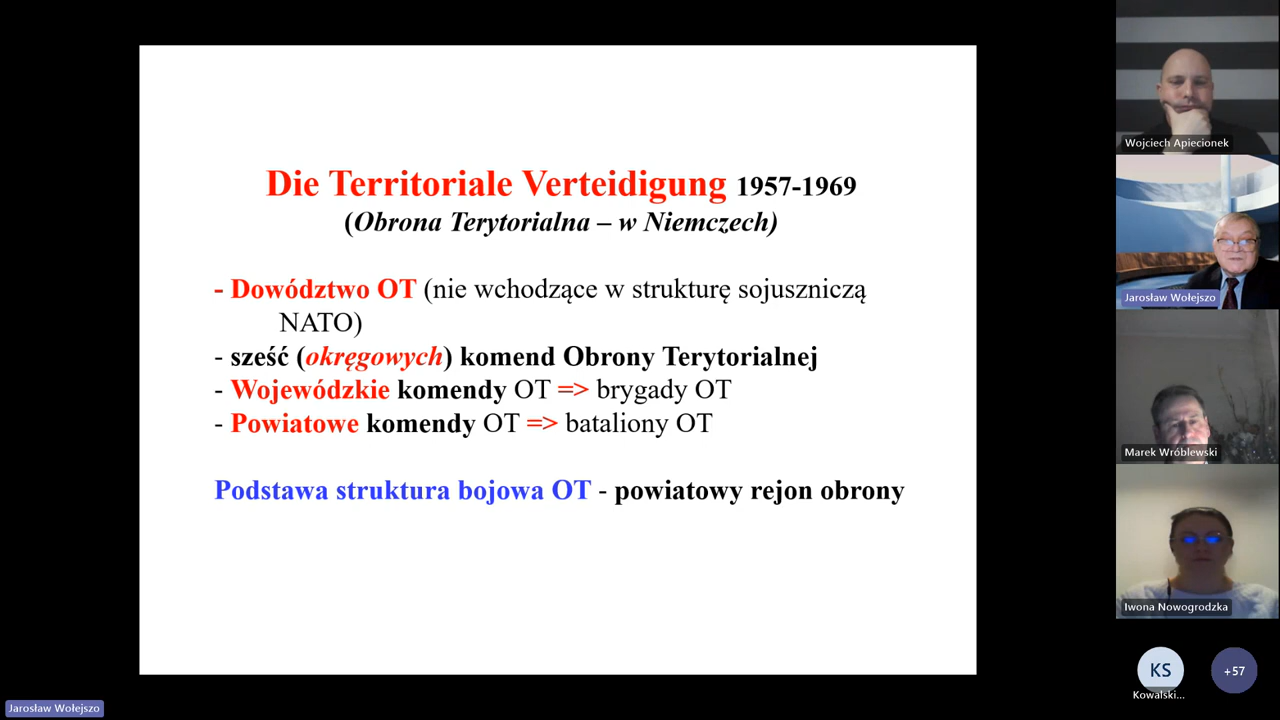 Die Territoriale Verteidigung 1957-1969
(Obrona Terytorialna – w Niemczech)
- Dowództwo OT (nie wchodzące w strukturę sojuszniczą
NATO)
- sześć (okręgowych) komend Obrony Terytorialnej
- Wojewódzkie komendy OT => brygady OT
- Powiatowe komendy OT => bataliony OT
Podstawa struktura bojowa OT - powiatowy rejon obrony
Wojciech Apiecionek
Jarosław Wołejszo
Marek Wróblewski
Iwona Nowogrodzka
KS
+57
Kowalski...
Jarosław Wołejszo